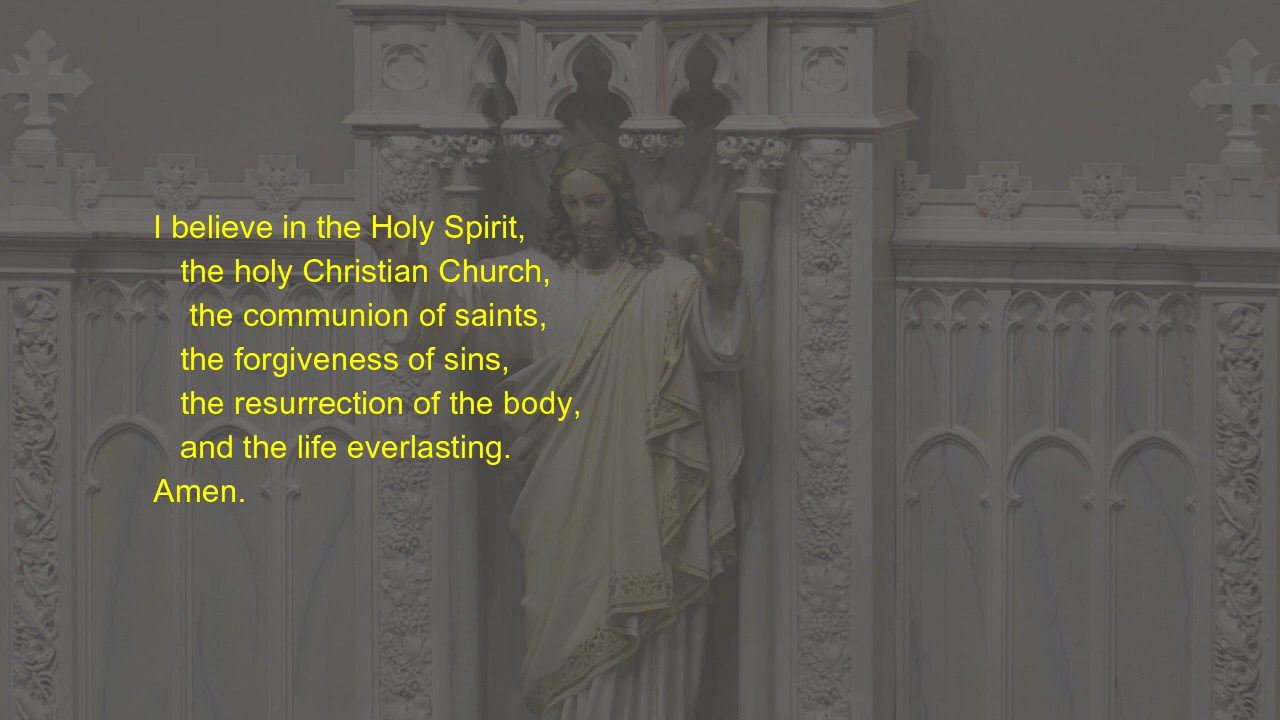 I believe in the Holy Spirit,
the holy Christian Church,
the communion of saints,
the forgiveness of sins,
the resurrection of the body,
and the life everlasting.
Amen.